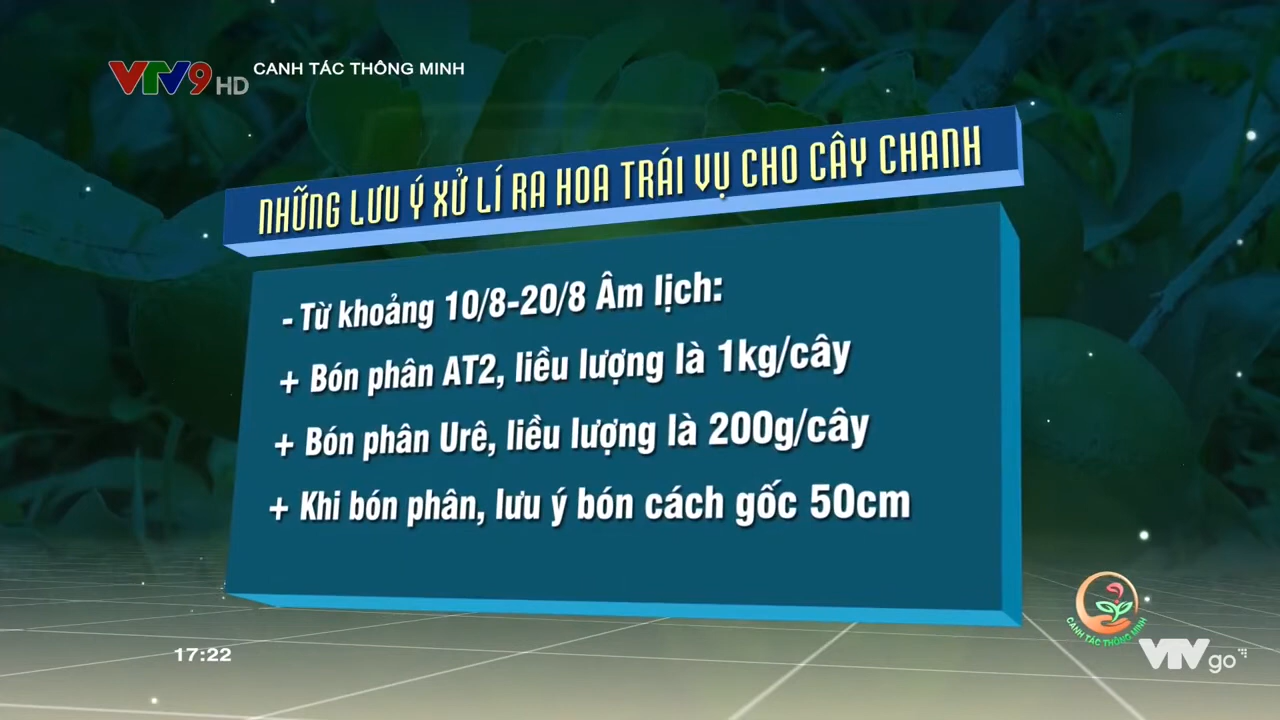 VTV9 HD CANH TÁC THÔNG MINH
NHỮNG LƯU Ý XỬ LÍ RA HOA TRÁI VỤ CHO CÂY CHANH
- Từ khoảng 10/8-20/8 Âm lịch:
+ Bón phân AT2, liều lượng là 1kg/cây
+ Bón phân Urê, liều lượng là 200g/cây
+ Khi bón phân, lưu ý bón cách gốc 50cm
CANH TÁC THÔNG MINH
17:22
VTV go